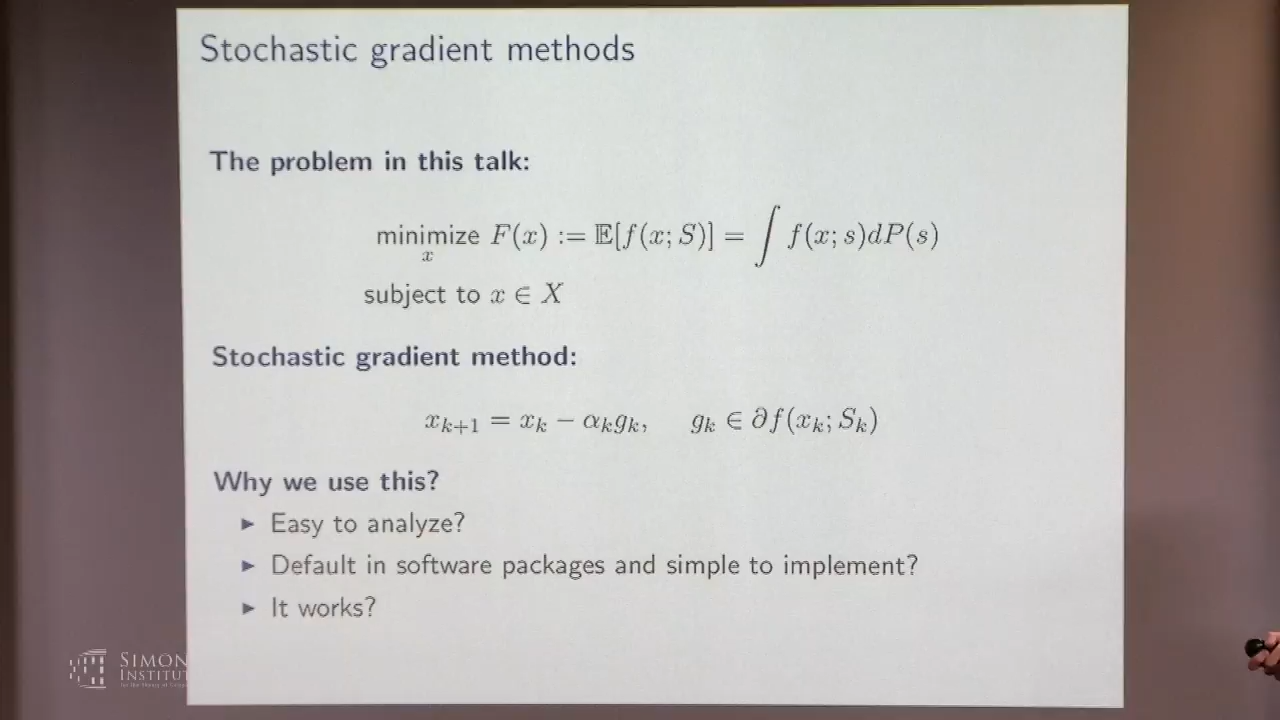 Stochastic gradient methods
The problem in this talk:
minimize F(x) := 𝔼[f(x; S)] = ∫ f(x; s)dP(s)
x
subject to x ∈ X
Stochastic gradient method:
x_{k+1} = x_k − α_k g_k, g_k ∈ ∂f(x_k; S_k)
Why we use this?
▶ Easy to analyze?
▶ Default in software packages and simple to implement?
▶ It works?
SIMON
INSTITUT